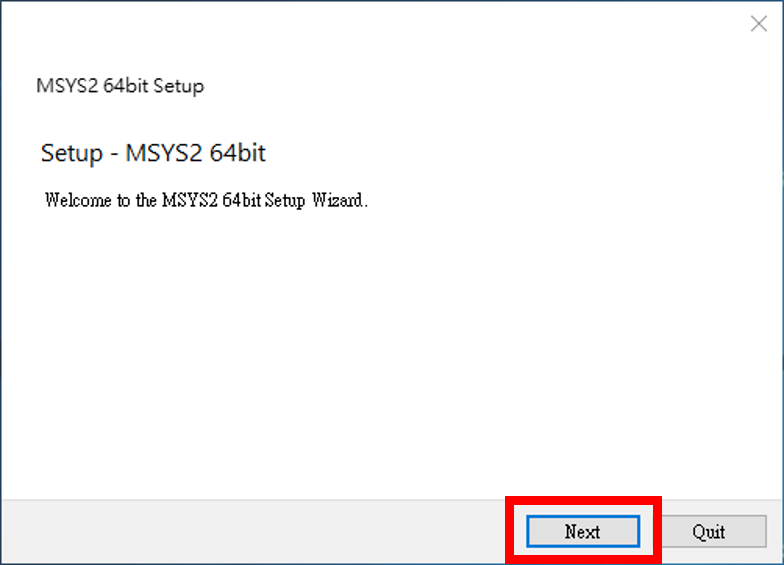 MSYS2 64bit Setup
Setup - MSYS2 64bit
Welcome to the MSYS2 64bit Setup Wizard.
Next
Quit